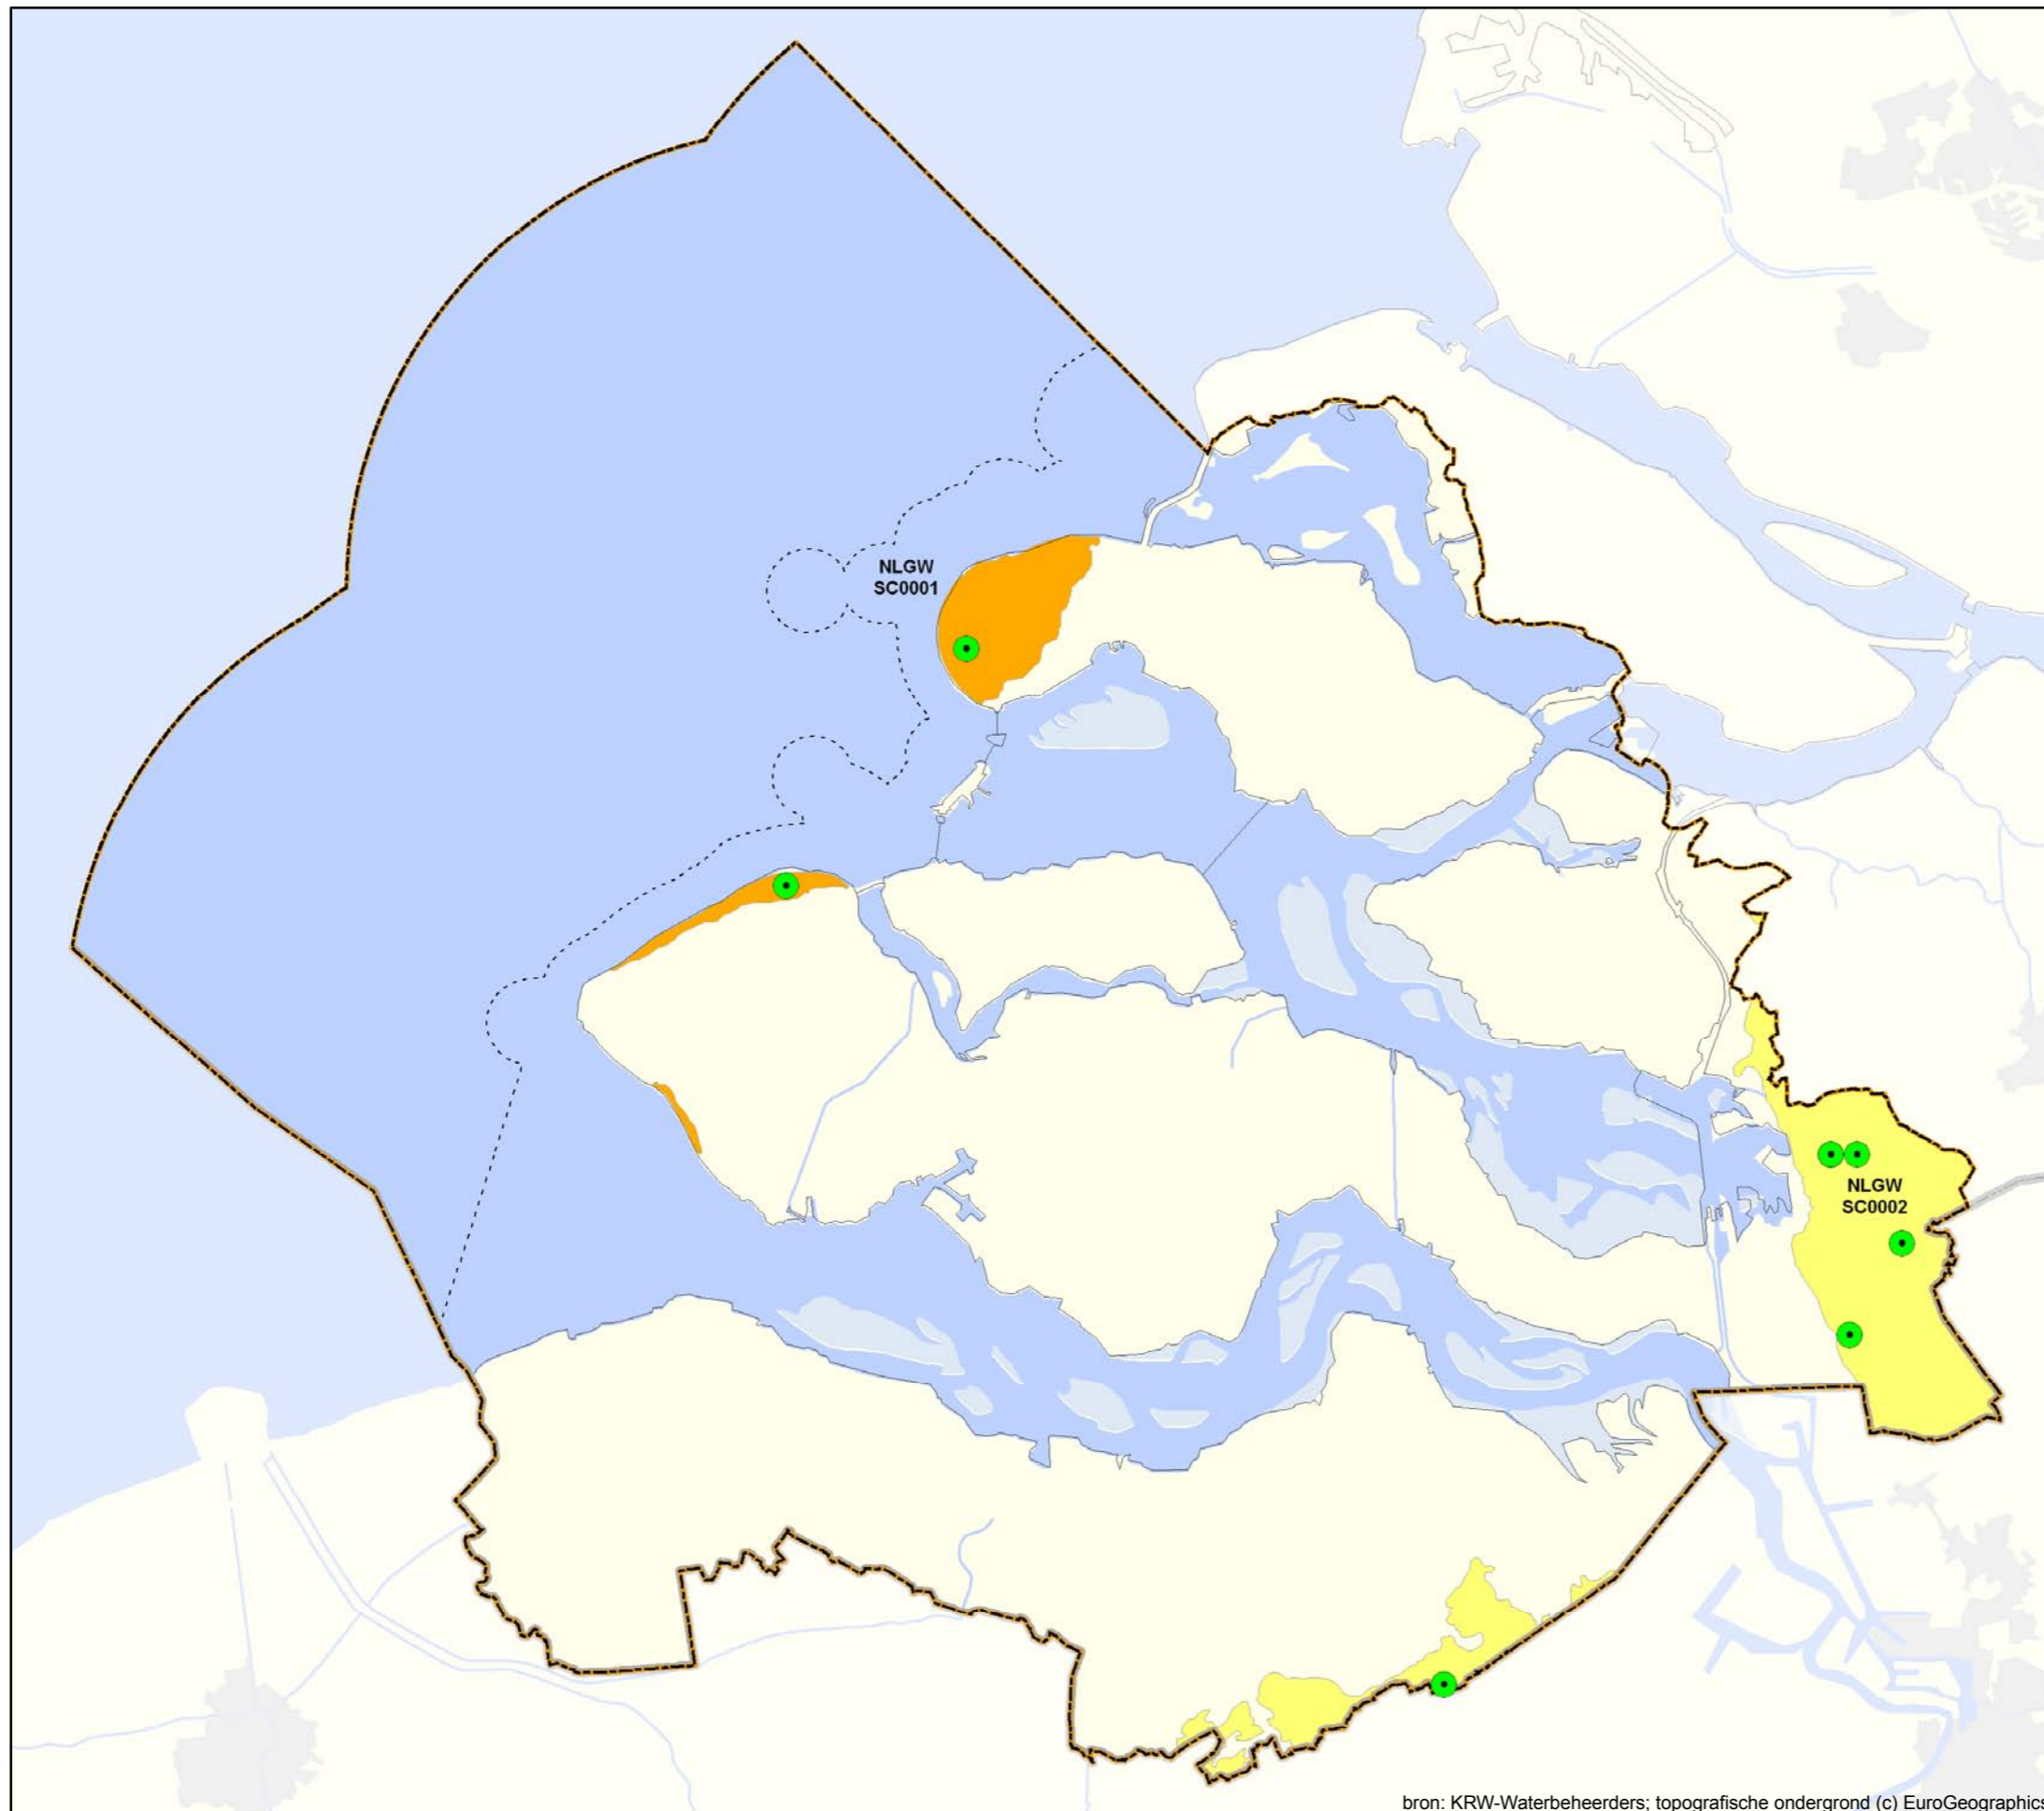 NLGW
SC0001
NLGW
SC0002
bron: KRW-Waterbeheerders; topografische ondergrond (c) EuroGeographics